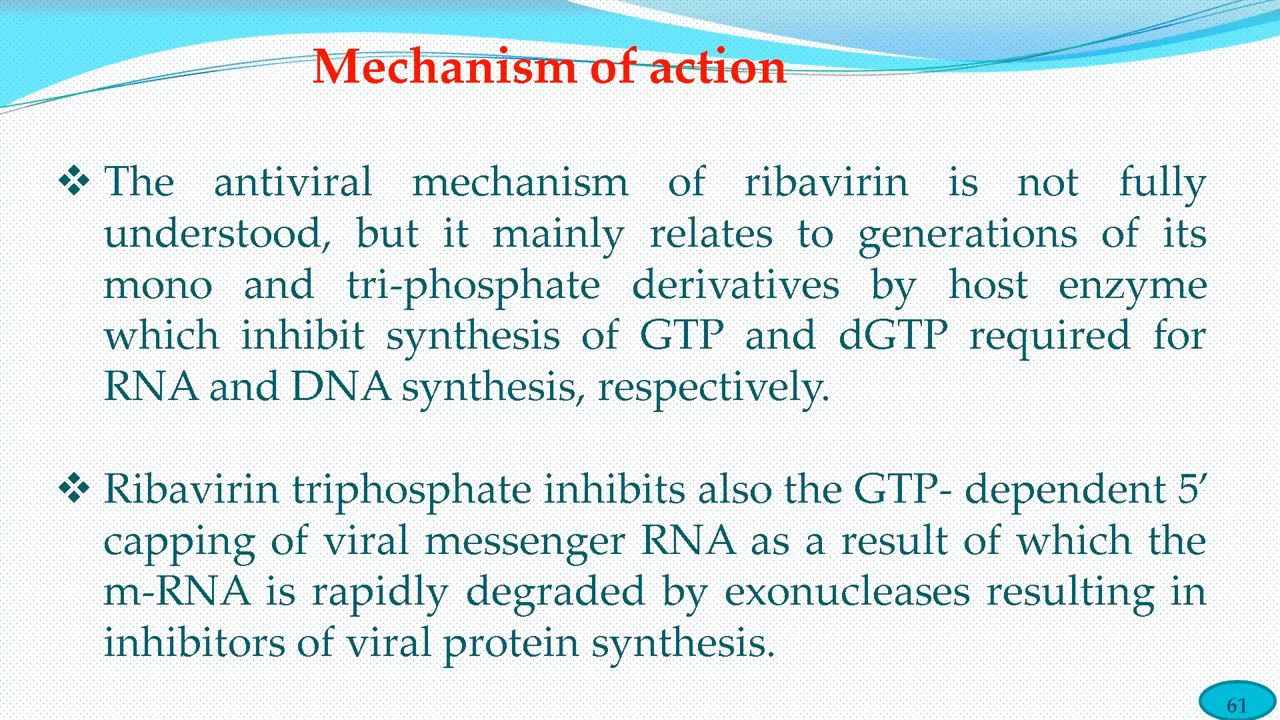 Mechanism of action
❖ The antiviral mechanism of ribavirin is not fully
understood, but it mainly relates to generations of its
mono and tri-phosphate derivatives by host enzyme
which inhibit synthesis of GTP and dGTP required for
RNA and DNA synthesis, respectively.
❖ Ribavirin triphosphate inhibits also the GTP- dependent 5’
capping of viral messenger RNA as a result of which the
m-RNA is rapidly degraded by exonucleases resulting in
inhibitors of viral protein synthesis.
61